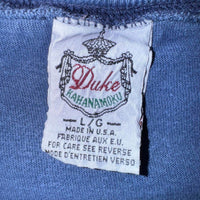 Duke
KAHANAMOKU
L/G
MADE IN U.S.A.
FABRIQUE AUX E.U.
FOR CARE SEE REVERSE
MODE D'ENTRETIEN VERSO